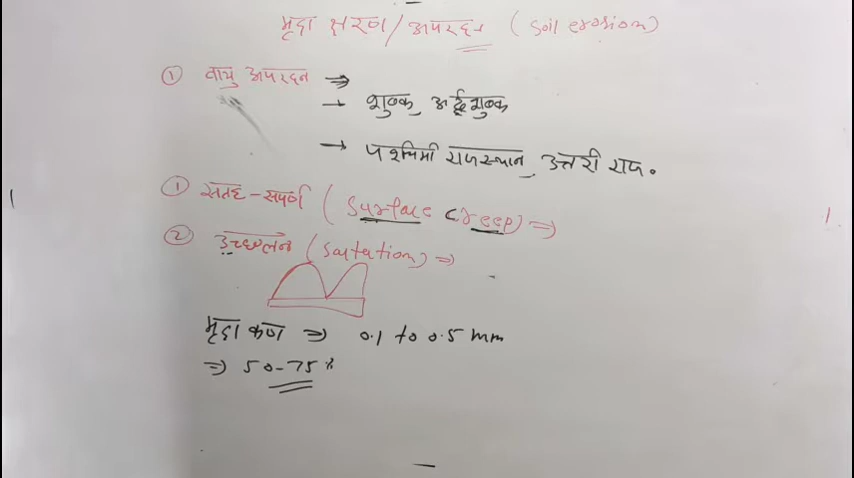 मृदा क्षरण/अपरदन (Soil erosion)
① वायु अपरदन ⇒
→ शुष्क, अर्द्धशुष्क
→ पश्चिमी राजस्थान, उत्तरी राज.
① सतह-सर्पण (Surface creep) ⇒
② उच्छलन (Saltation) ⇒
मृदा कण ⇒ 0.1 to 0.5 mm
⇒ 50-75%